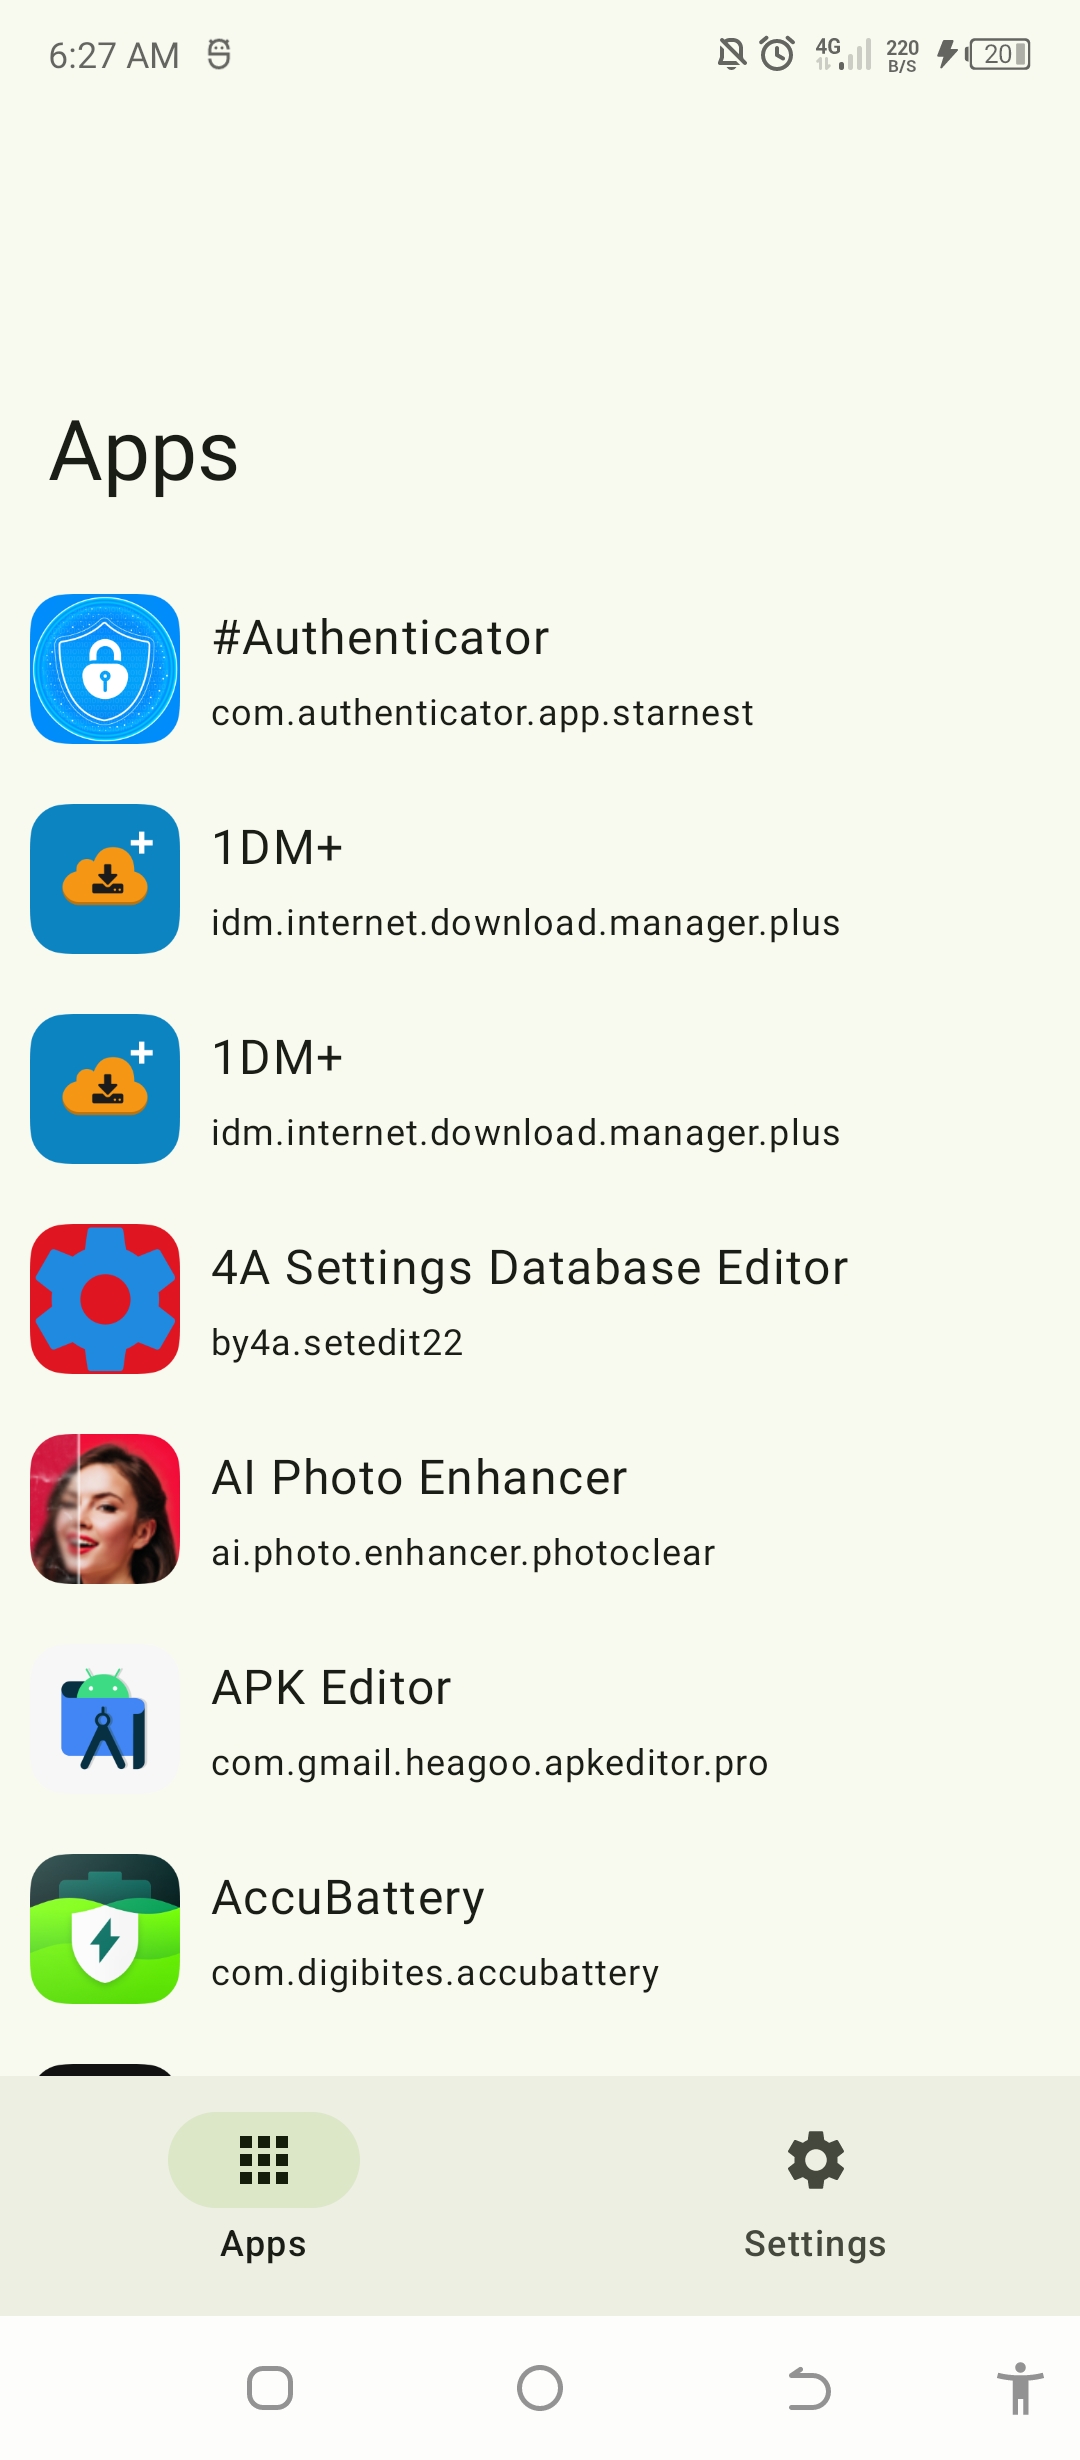 6:27 AM
4G
220
B/S
20
Apps
#Authenticator
com.authenticator.app.starnest
1DM+
idm.internet.download.manager.plus
1DM+
idm.internet.download.manager.plus
4A Settings Database Editor
by4a.setedit22
AI Photo Enhancer
ai.photo.enhancer.photoclear
APK Editor
com.gmail.heagoo.apkeditor.pro
AccuBattery
com.digibites.accubattery
Apps
Settings